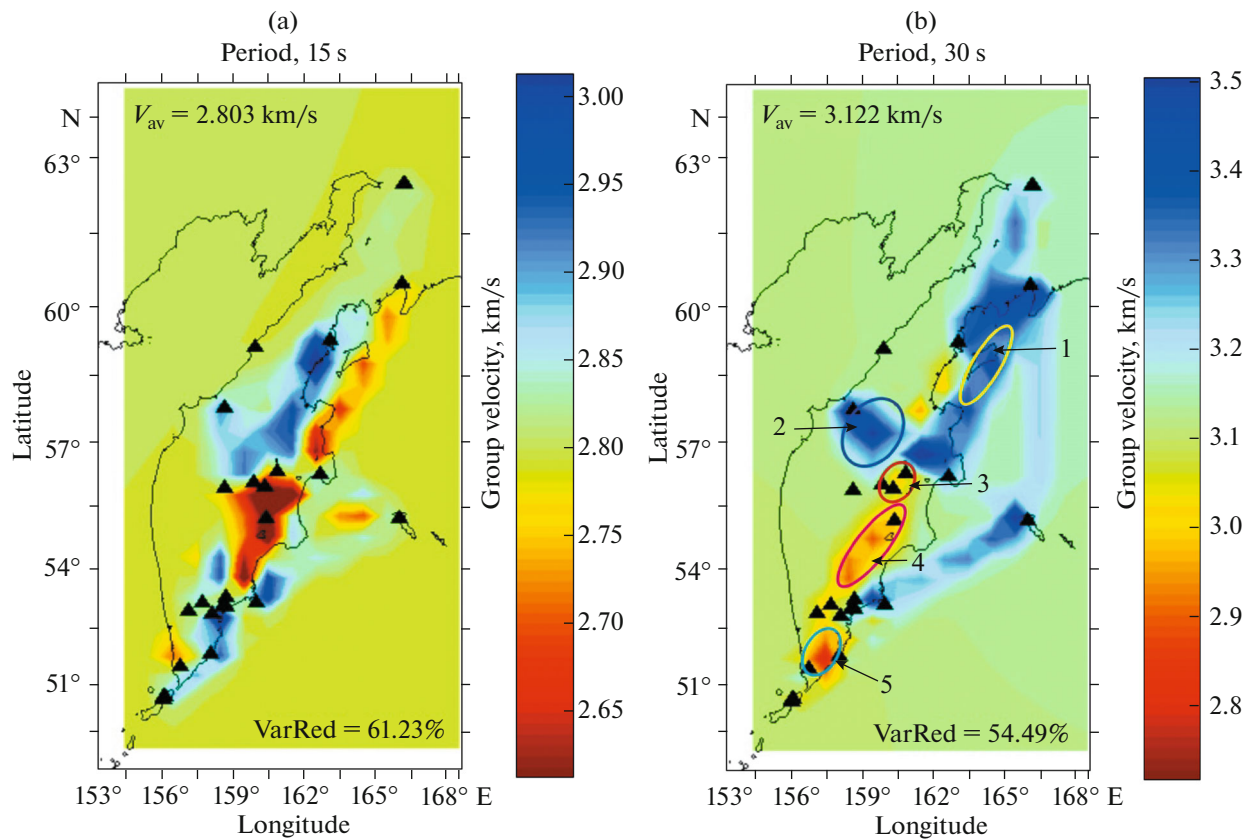 (a)
Period, 15 s
N
63°
60°
57°
54°
51°
Latitude
V_av = 2.803 km/s
VarRed = 61.23%
153° 156° 159° 162° 165° 168° E
Longitude
3.00
2.95
2.90
2.85
2.80
2.75
2.70
2.65
Group velocity, km/s
(b)
Period, 30 s
N
63°
60°
57°
54°
51°
Latitude
V_av = 3.122 km/s
1
2
3
4
5
VarRed = 54.49%
153° 156° 159° 162° 165° 168° E
Longitude
3.5
3.4
3.3
3.2
3.1
3.0
2.9
2.8
Group velocity, km/s